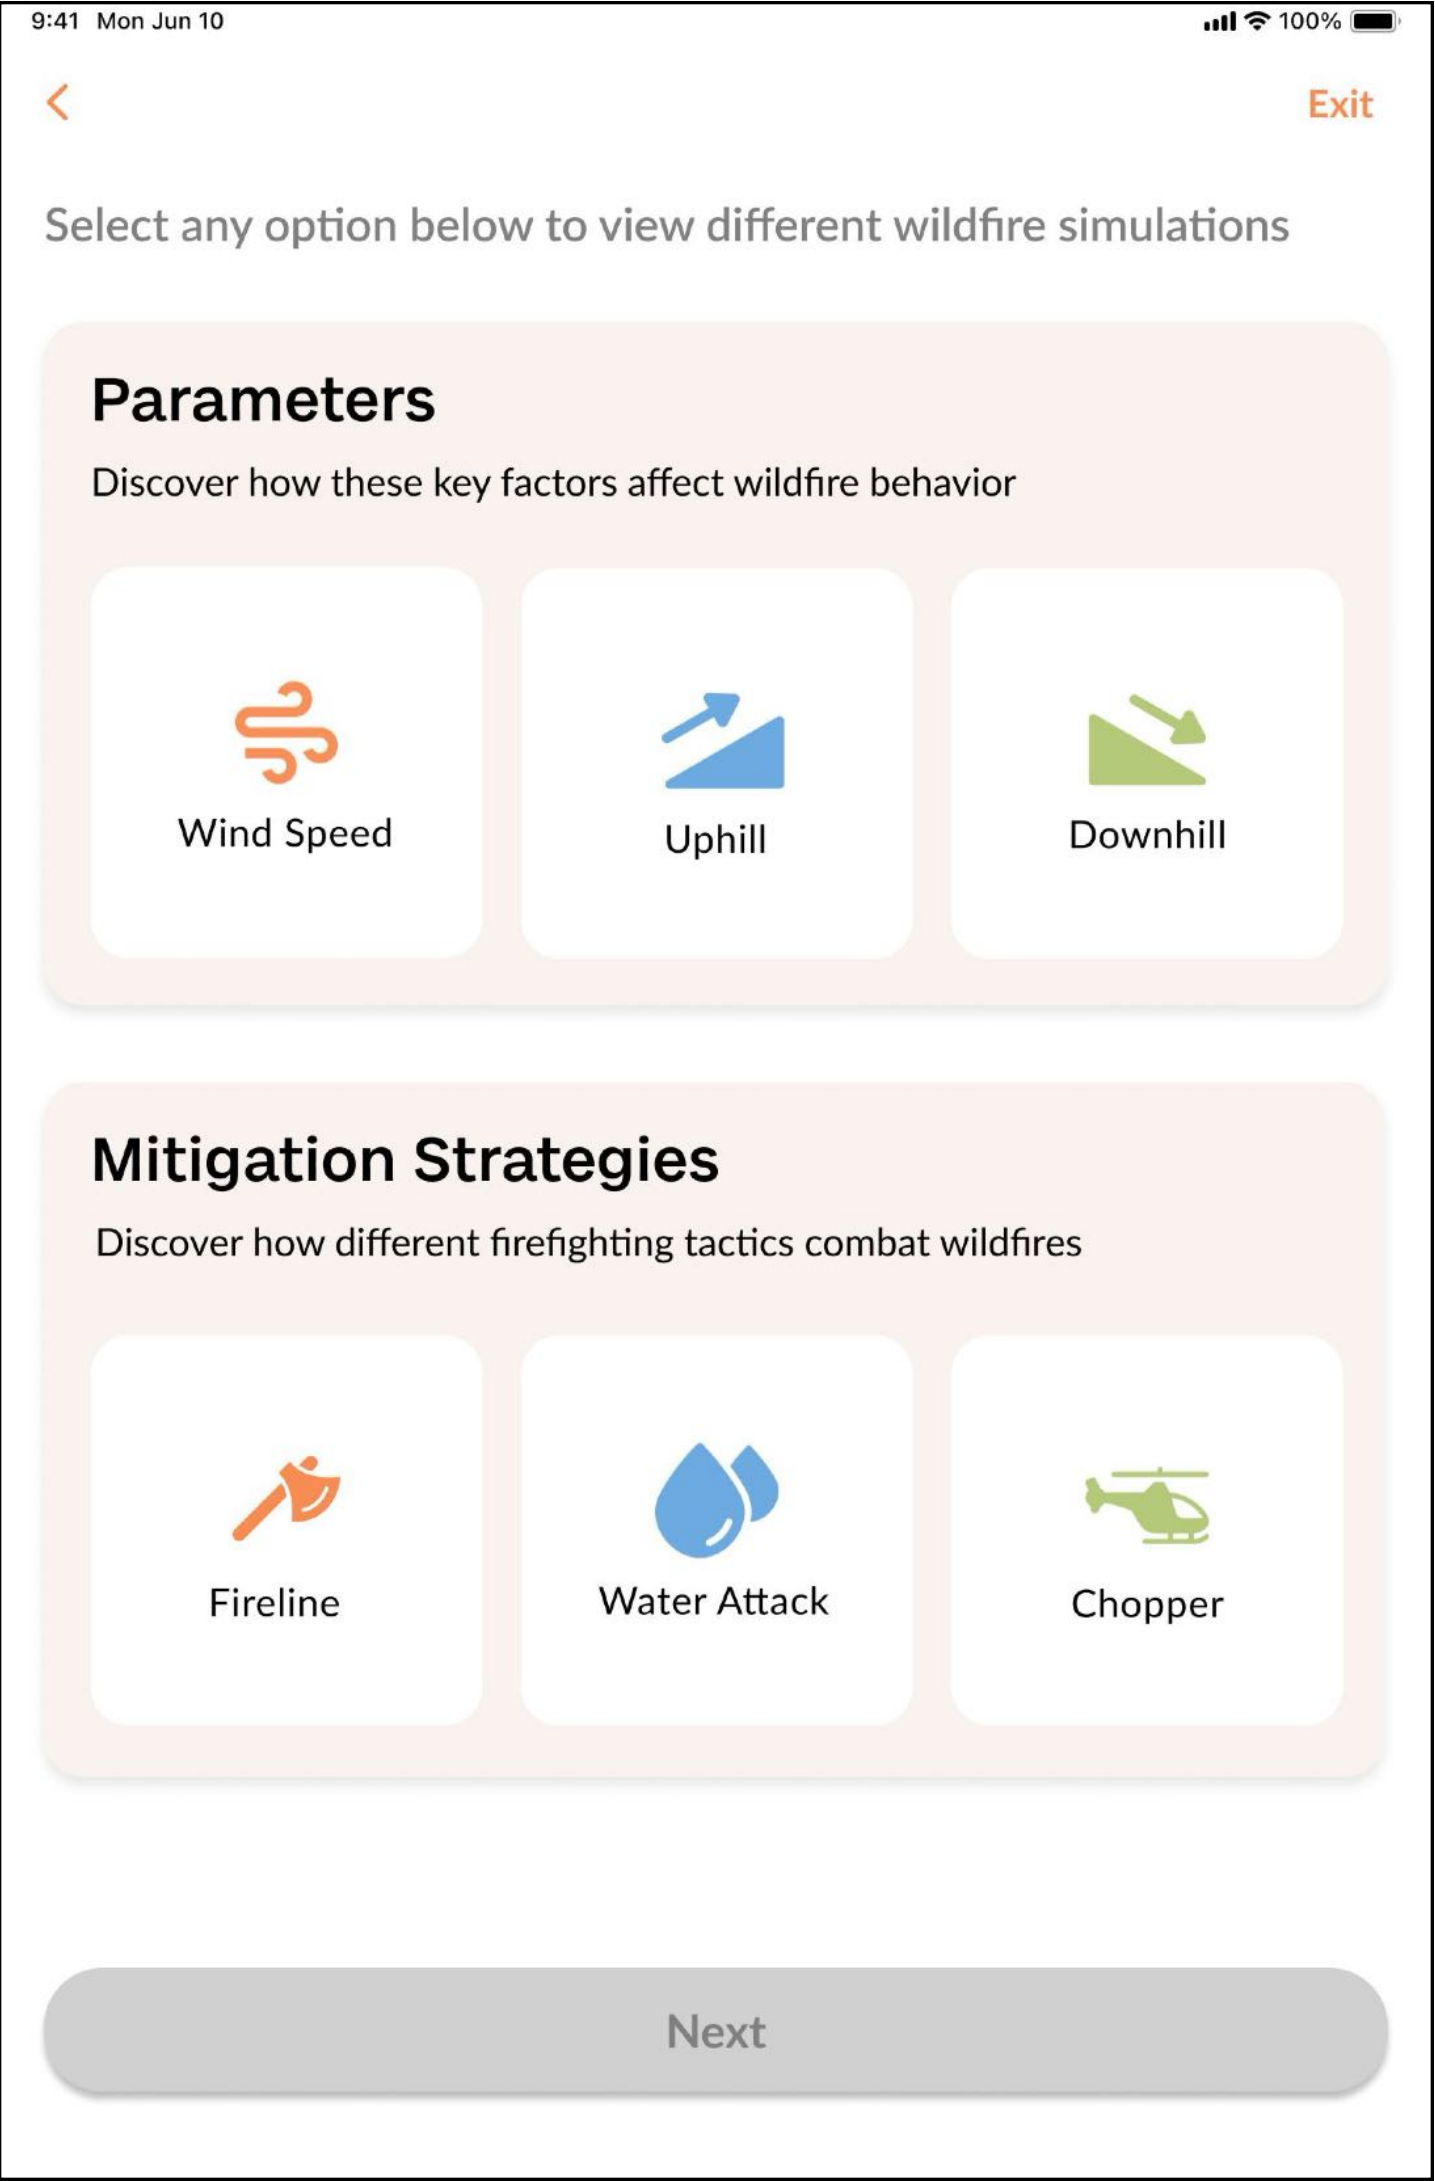 9:41 Mon Jun 10
100%
Exit
Select any option below to view different wildfire simulations
Parameters
Discover how these key factors affect wildfire behavior
Wind Speed
Uphill
Downhill
Mitigation Strategies
Discover how different firefighting tactics combat wildfires
Fireline
Water Attack
Chopper
Next